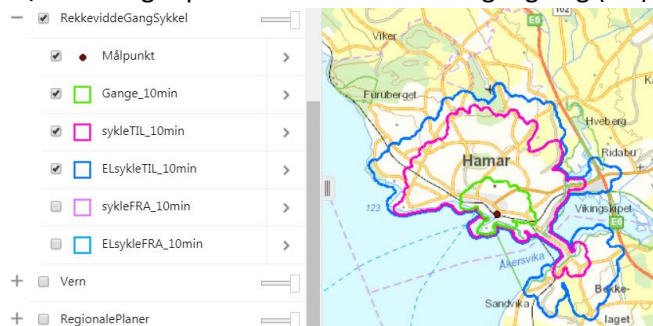 RekkeviddeGangSykkel
Målpunkt
Gange_10min
sykleTIL_10min
ELsykleTIL_10min
sykleFRA_10min
ELsykleFRA_10min
Vern
RegionalePlaner
E6
Viker
Furuberget
Hveberg
Ridabu
Hamar
123
Vikingskipet
E6
Åkersvika
Sandvika
Bekke-
laget